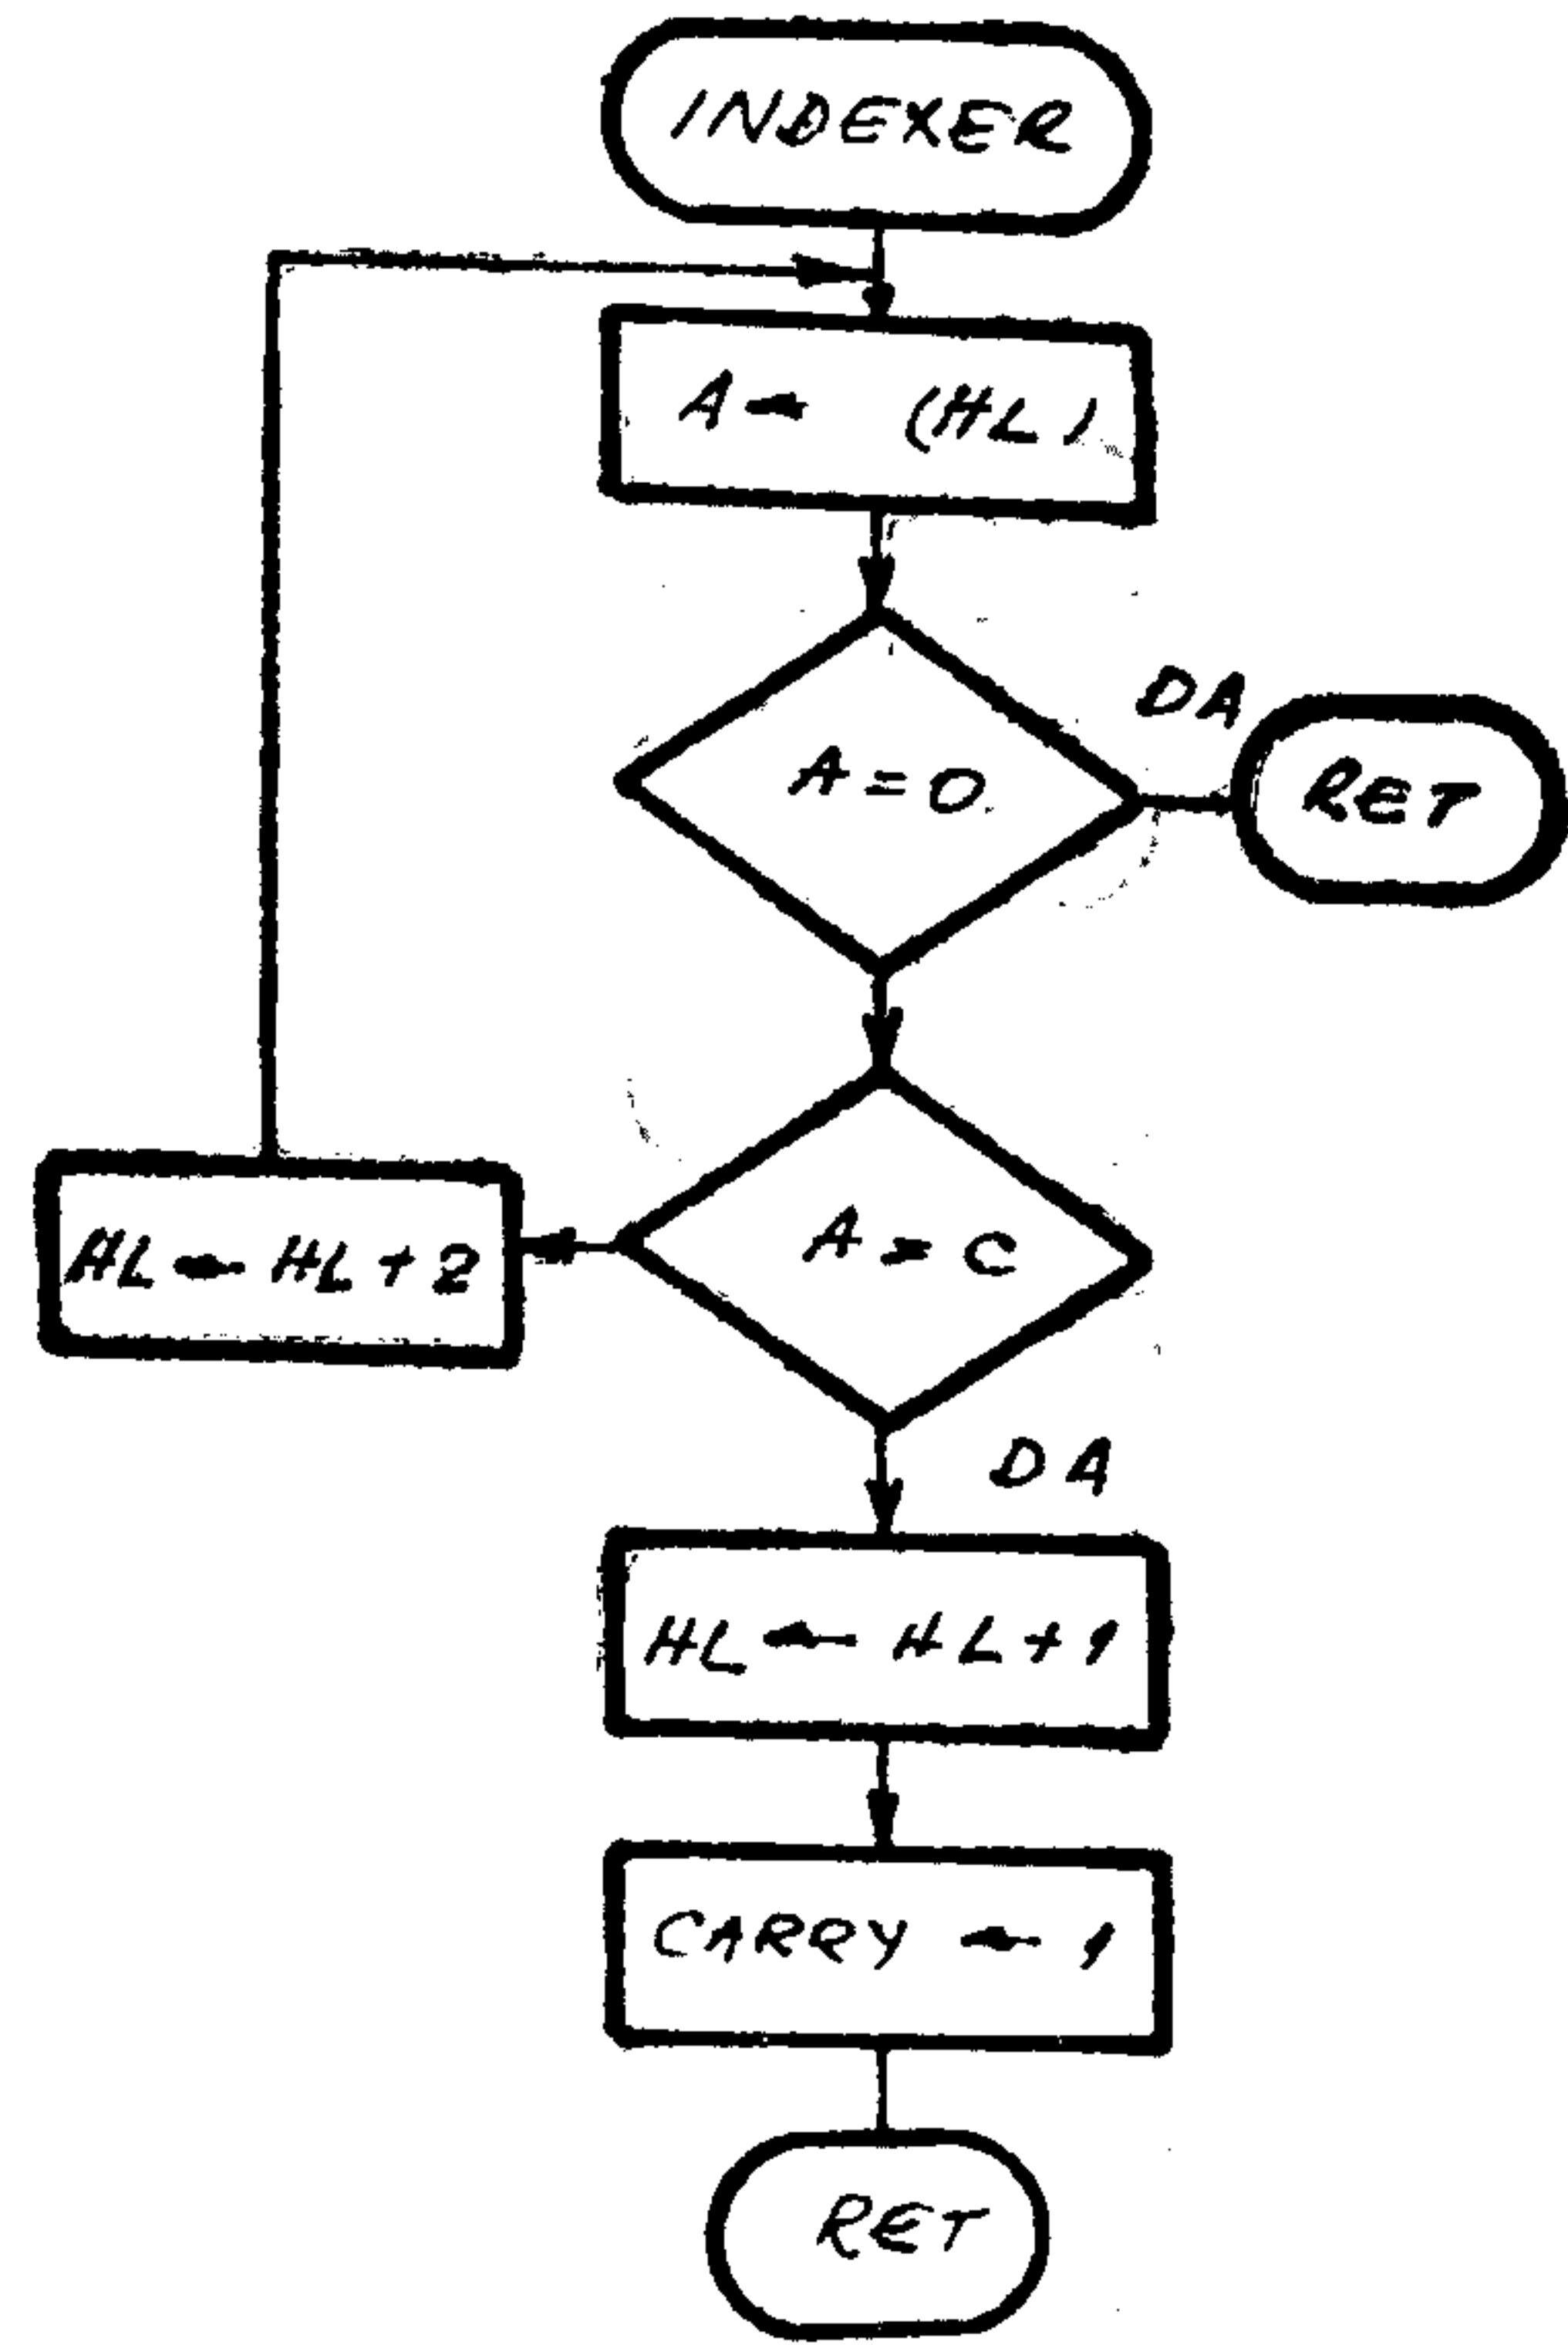 INDEXER
A ← (HL)
DA
A = 0
RET
A = C
HL ← HL + 2
DA
HL ← HL + 1
CARRY ← 1
RET